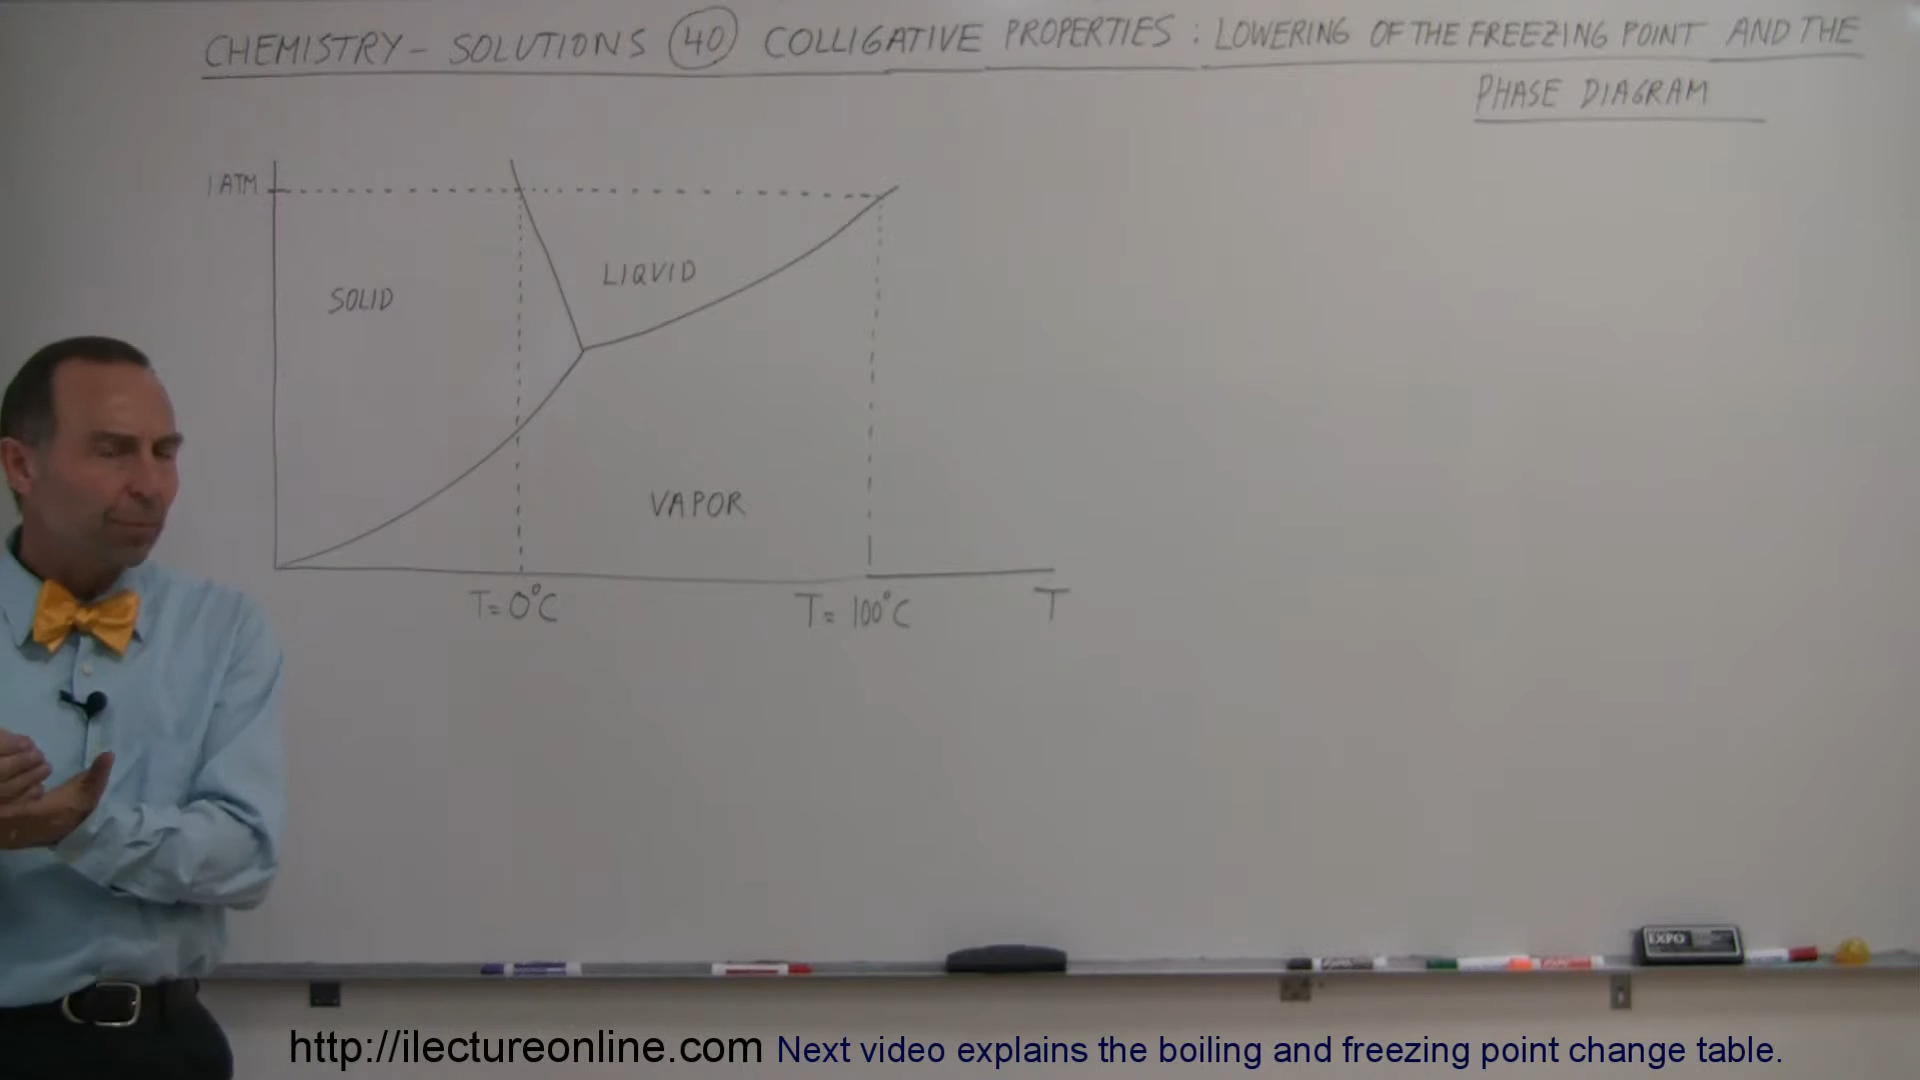 CHEMISTRY - SOLUTIONS 40 COLLIGATIVE PROPERTIES : LOWERING OF THE FREEZING POINT AND THE
PHASE DIAGRAM
1 ATM
LIQUID
SOLID
VAPOR
T=0°C
T=100°C
T
EXPO
http://ilectureonline.com Next video explains the boiling and freezing point change table.